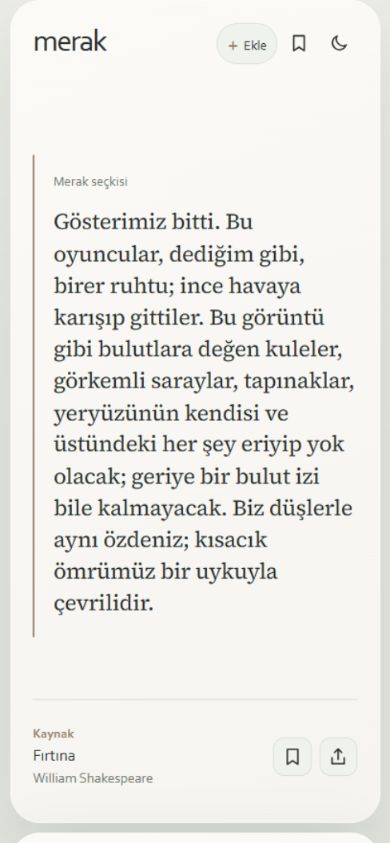 merak
+ Ekle
Merak seçkisi
Gösterimiz bitti. Bu
oyuncular, dediğim gibi,
birer ruhtu; ince havaya
karışıp gittiler. Bu görüntü
gibi bulutlara değen kuleler,
görkemli saraylar, tapınaklar,
yeryüzünün kendisi ve
üstündeki her şey eriyip yok
olacak; geriye bir bulut izi
bile kalmayacak. Biz düşlerle
aynı özdeniz; kısacık
ömrümüz bir uykuyla
çevrilidir.
Kaynak
Fırtına
William Shakespeare